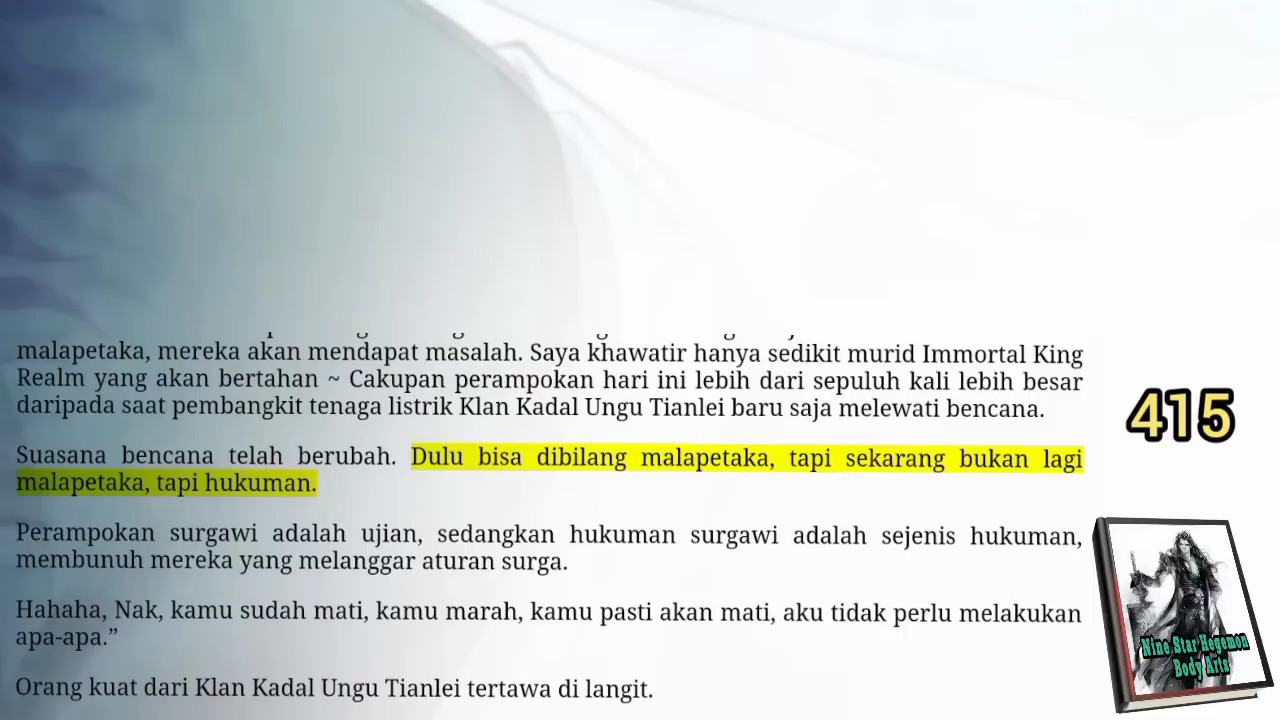 malapetaka, mereka akan mendapat masalah. Saya khawatir hanya sedikit murid Immortal King
Realm yang akan bertahan ~ Cakupan perampokan hari ini lebih dari sepuluh kali lebih besar
daripada saat pembangkit tenaga listrik Klan Kadal Ungu Tianlei baru saja melewati bencana.
Suasana bencana telah berubah. Dulu bisa dibilang malapetaka, tapi sekarang bukan lagi
malapetaka, tapi hukuman.
Perampokan surgawi adalah ujian, sedangkan hukuman surgawi adalah sejenis hukuman,
membunuh mereka yang melanggar aturan surga.
Hahaha, Nak, kamu sudah mati, kamu marah, kamu pasti akan mati, aku tidak perlu melakukan
apa-apa.”
Orang kuat dari Klan Kadal Ungu Tianlei tertawa di langit.
415
Nine Star Hegemon
Body Arts